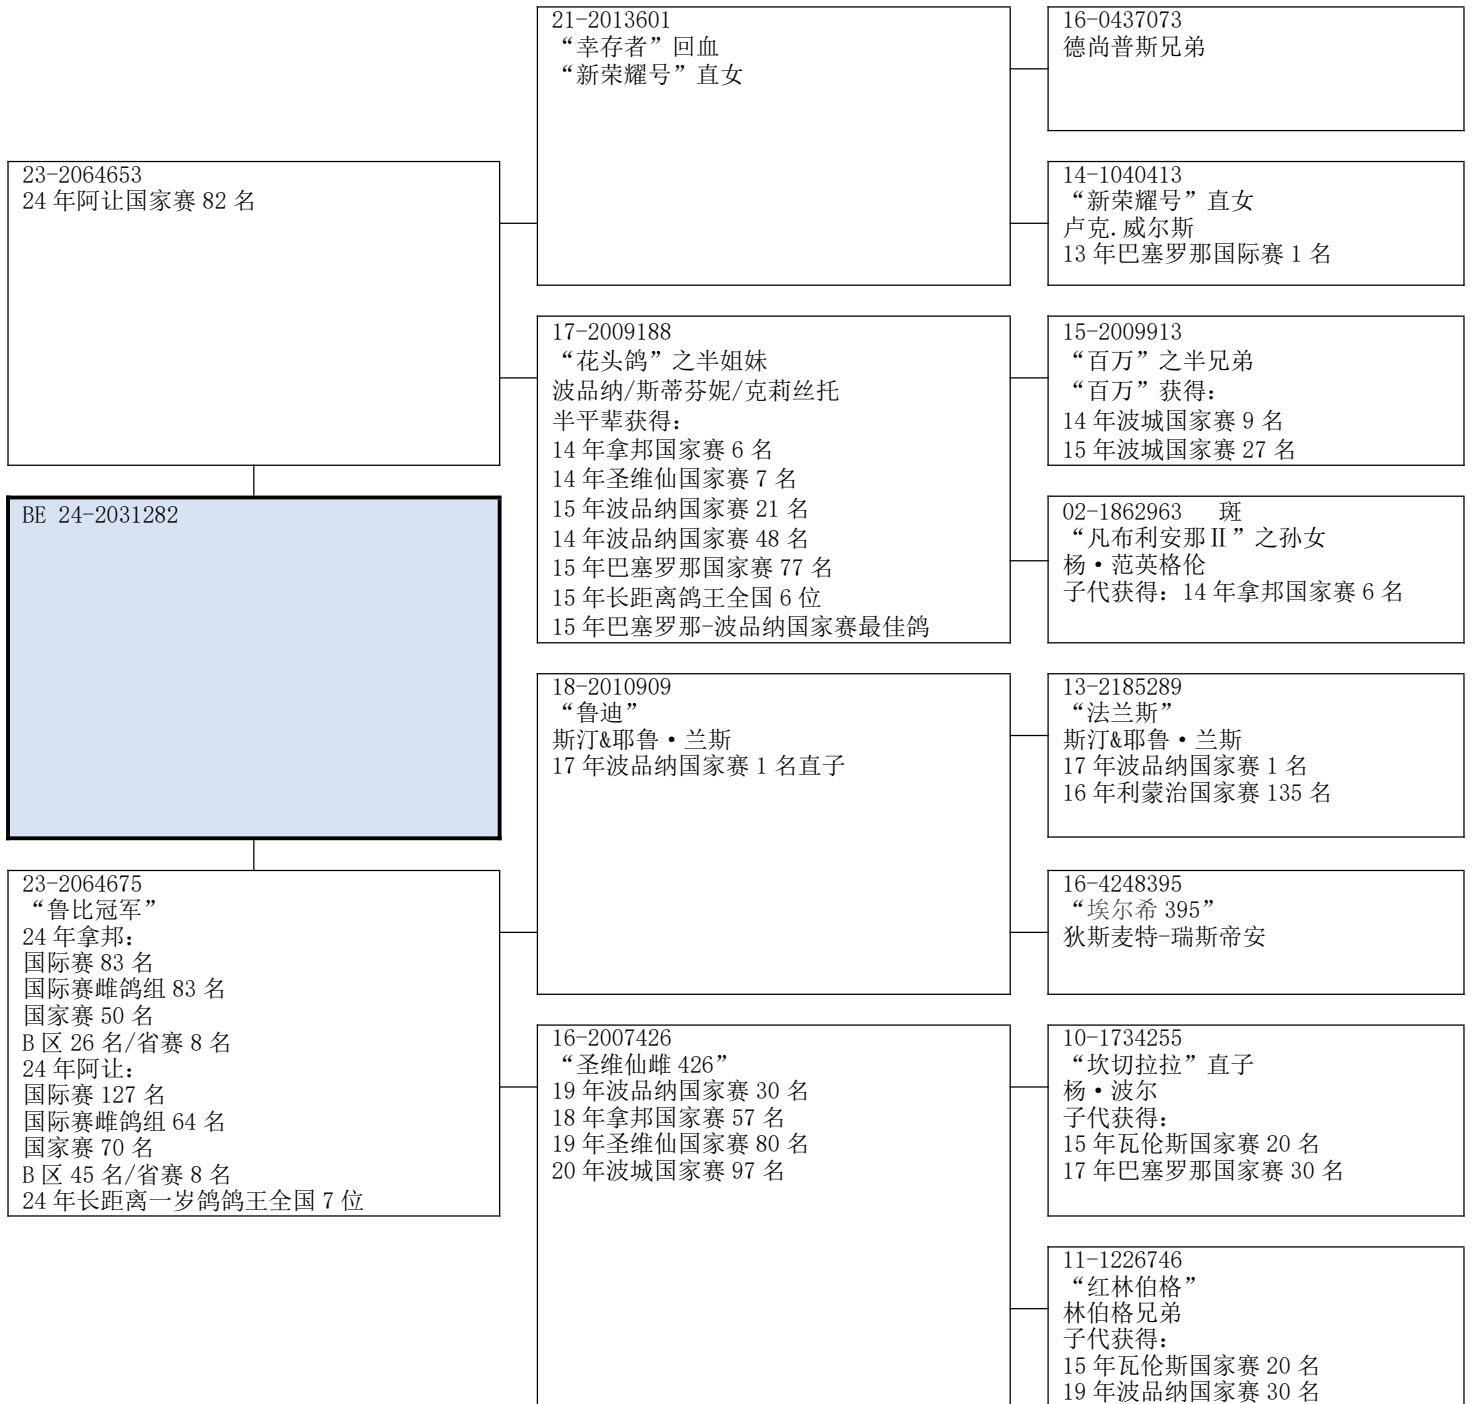 21-2013601
“幸存者”回血
“新荣耀号”直女
16-0437073
德尚普斯兄弟
23-2064653
24 年阿让国家赛 82 名
14-1040413
“新荣耀号”直女
卢克.威尔斯
13 年巴塞罗那国际赛 1 名
17-2009188
“花头鸽”之半姐妹
波品纳/斯蒂芬妮/克莉丝托
半平辈获得：
14 年拿邦国家赛 6 名
14 年圣维仙国家赛 7 名
15 年波品纳国家赛 21 名
14 年波品纳国家赛 48 名
15 年巴塞罗那国家赛 77 名
15 年长距离鸽王全国 6 位
15 年巴塞罗那-波品纳国家赛最佳鸽
15-2009913
“百万”之半兄弟
“百万”获得：
14 年波城国家赛 9 名
15 年波城国家赛 27 名
BE 24-2031282
02-1862963 斑
“凡布利安那Ⅱ”之孙女
杨·范英格伦
子代获得：14 年拿邦国家赛 6 名
18-2010909
“鲁迪”
斯汀&耶鲁·兰斯
17 年波品纳国家赛 1 名直子
13-2185289
“法兰斯”
斯汀&耶鲁·兰斯
17 年波品纳国家赛 1 名
16 年利蒙治国家赛 135 名
23-2064675
“鲁比冠军”
24 年拿邦：
国际赛 83 名
国际赛雌鸽组 83 名
国家赛 50 名
B 区 26 名/省赛 8 名
24 年阿让：
国际赛 127 名
国际赛雌鸽组 64 名
国家赛 70 名
B 区 45 名/省赛 8 名
24 年长距离一岁鸽鸽王全国 7 位
16-4248395
“埃尔希 395”
狄斯麦特-瑞斯帝安
16-2007426
“圣维仙雌 426”
19 年波品纳国家赛 30 名
18 年拿邦国家赛 57 名
19 年圣维仙国家赛 80 名
20 年波城国家赛 97 名
10-1734255
“坎切拉拉”直子
杨·波尔
子代获得：
15 年瓦伦斯国家赛 20 名
17 年巴塞罗那国家赛 30 名
11-1226746
“红林伯格”
林伯格兄弟
子代获得：
15 年瓦伦斯国家赛 20 名
19 年波品纳国家赛 30 名